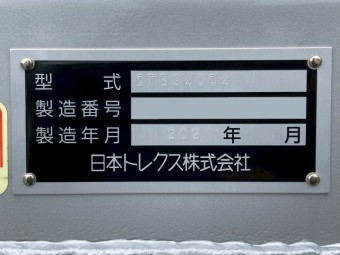 型 式
製造番号
製造年月 2021 年 月
日本トレクス株式会社